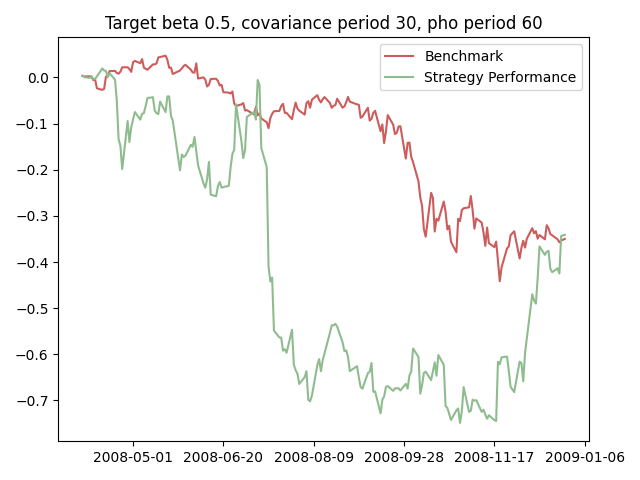 Target beta 0.5, covariance period 30, pho period 60
Benchmark
Strategy Performance
0.0
−0.1
−0.2
−0.3
−0.4
−0.5
−0.6
−0.7
2008-05-01 2008-06-20 2008-08-09 2008-09-28 2008-11-17 2009-01-06